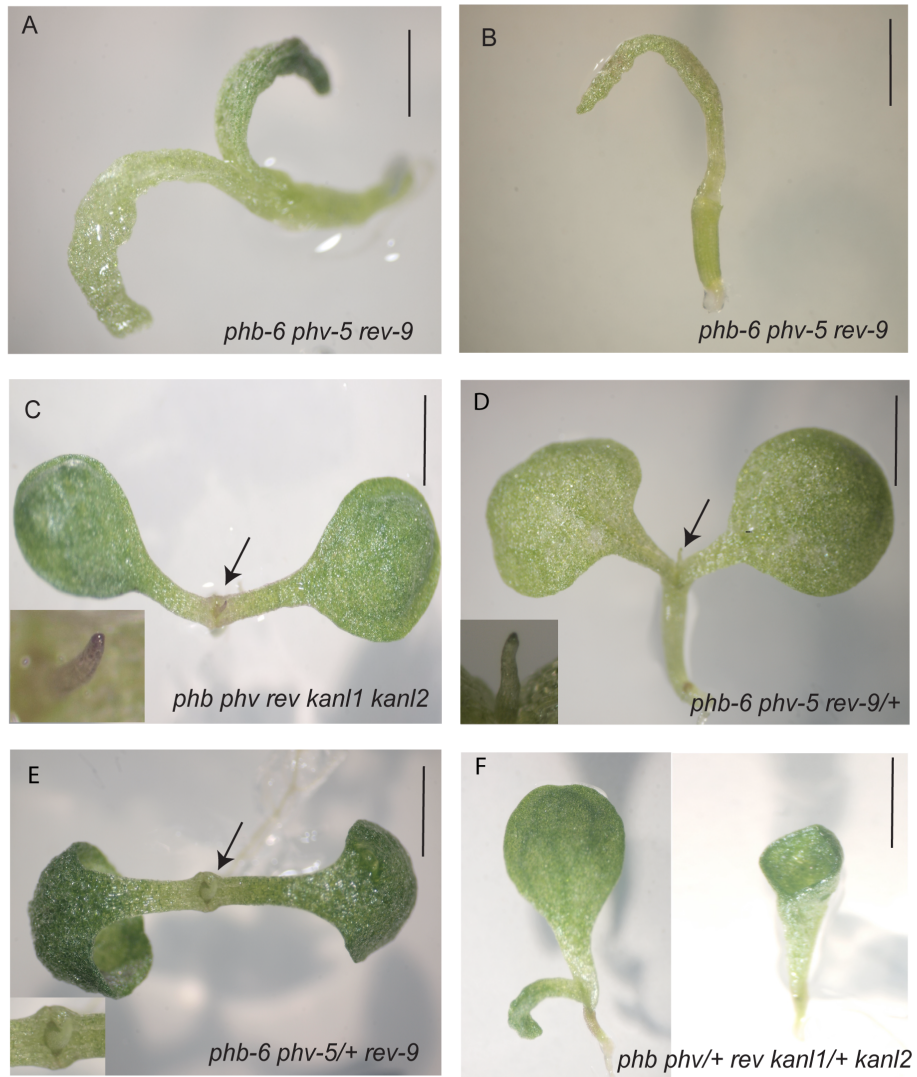 A
phb-6 phv-5 rev-9
B
phb-6 phv-5 rev-9
C
phb phv rev kanl1 kanl2
D
phb-6 phv-5 rev-9/+
E
phb-6 phv-5/+ rev-9
F
phb phv/+ rev kanl1/+ kanl2